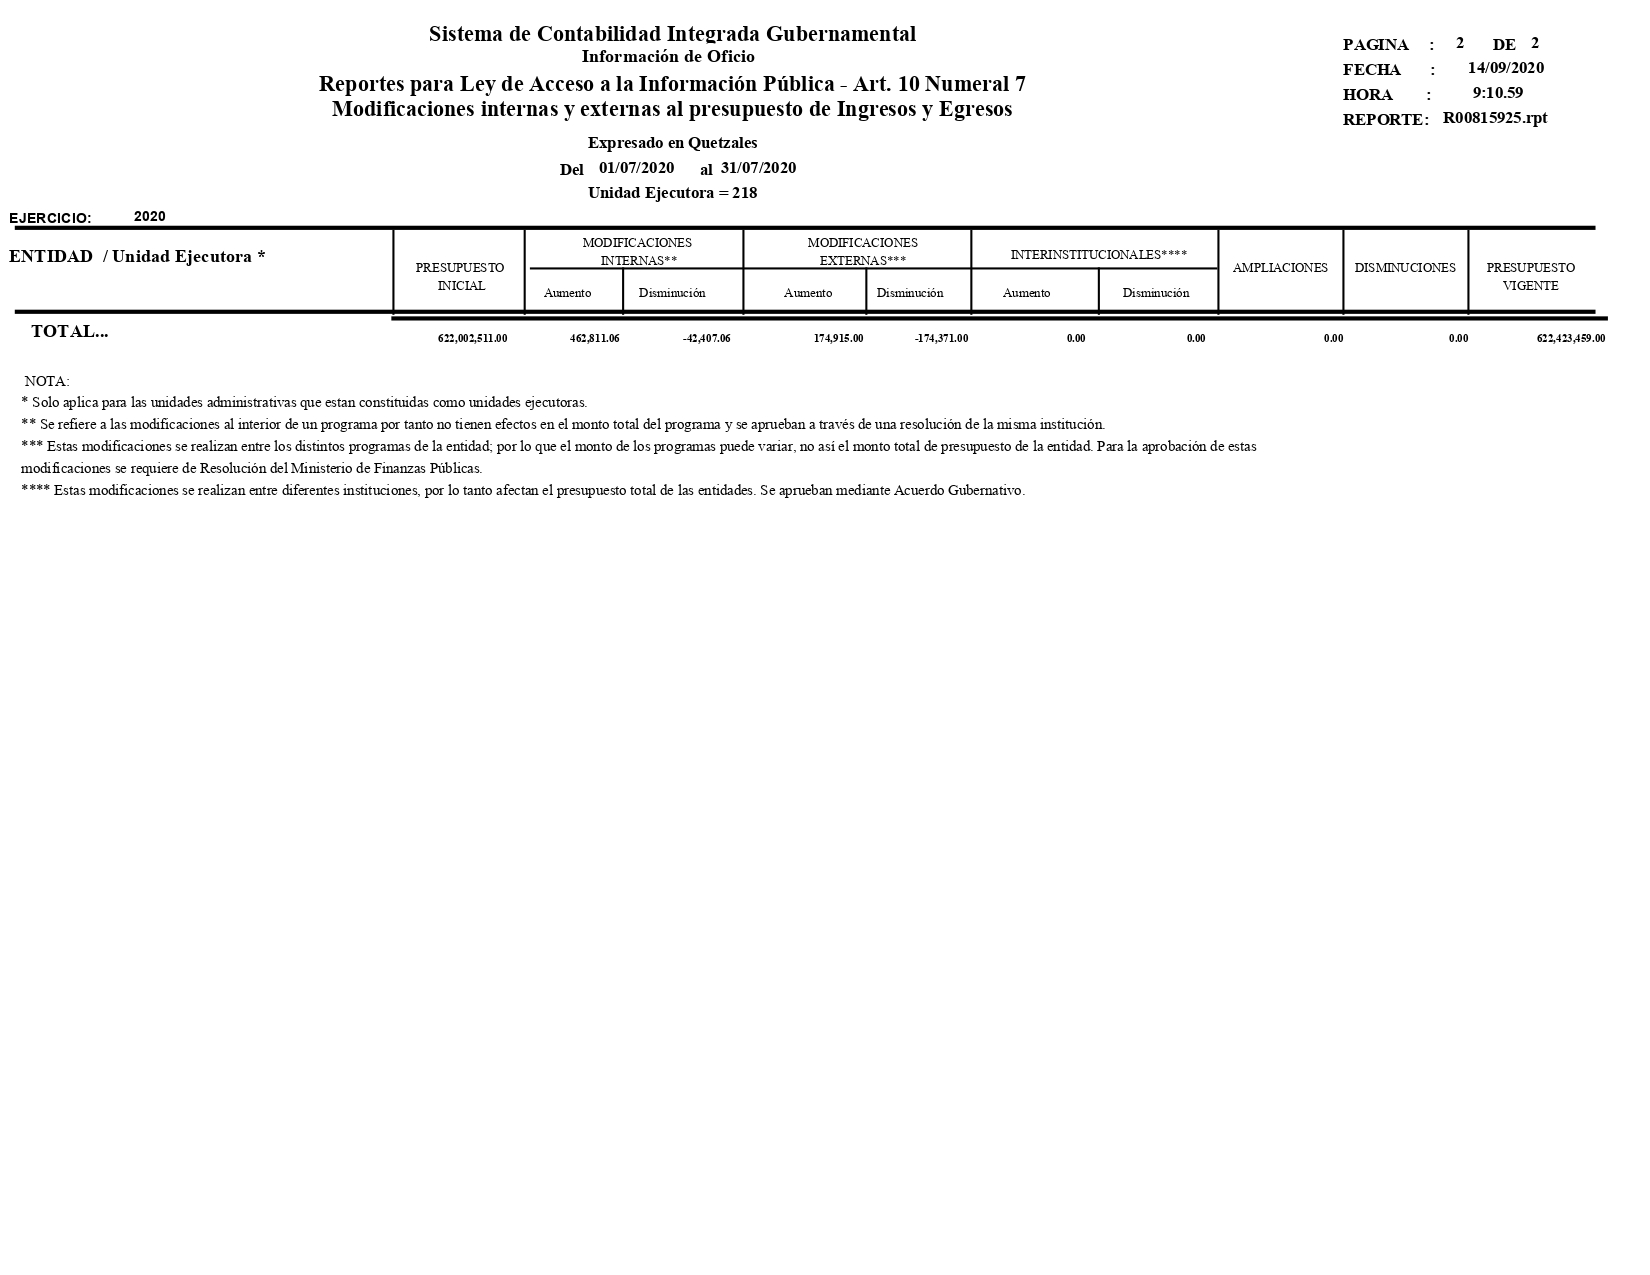 Sistema de Contabilidad Integrada Gubernamental
Información de Oficio
Reportes para Ley de Acceso a la Información Pública - Art. 10 Numeral 7
Modificaciones internas y externas al presupuesto de Ingresos y Egresos
Expresado en Quetzales
Del 01/07/2020 al 31/07/2020
Unidad Ejecutora = 218
PAGINA : 2 DE 2
FECHA : 14/09/2020
HORA : 9:10.59
REPORTE: R00815925.rpt
EJERCICIO: 2020
ENTIDAD / Unidad Ejecutora *
PRESUPUESTO
INICIAL
MODIFICACIONES
INTERNAS**
Aumento Disminución
MODIFICACIONES
EXTERNAS***
Aumento Disminución
INTERINSTITUCIONALES****
Aumento Disminución
AMPLIACIONES
DISMINUCIONES
PRESUPUESTO
VIGENTE
TOTAL... 622,002,511.00 462,811.06 -42,407.06 174,915.00 -174,371.00 0.00 0.00 0.00 0.00 622,423,459.00
NOTA:
* Solo aplica para las unidades administrativas que estan constituidas como unidades ejecutoras.
** Se refiere a las modificaciones al interior de un programa por tanto no tienen efectos en el monto total del programa y se aprueban a través de una resolución de la misma institución.
*** Estas modificaciones se realizan entre los distintos programas de la entidad; por lo que el monto de los programas puede variar, no así el monto total de presupuesto de la entidad. Para la aprobación de estas
modificaciones se requiere de Resolución del Ministerio de Finanzas Públicas.
**** Estas modificaciones se realizan entre diferentes instituciones, por lo tanto afectan el presupuesto total de las entidades. Se aprueban mediante Acuerdo Gubernativo.